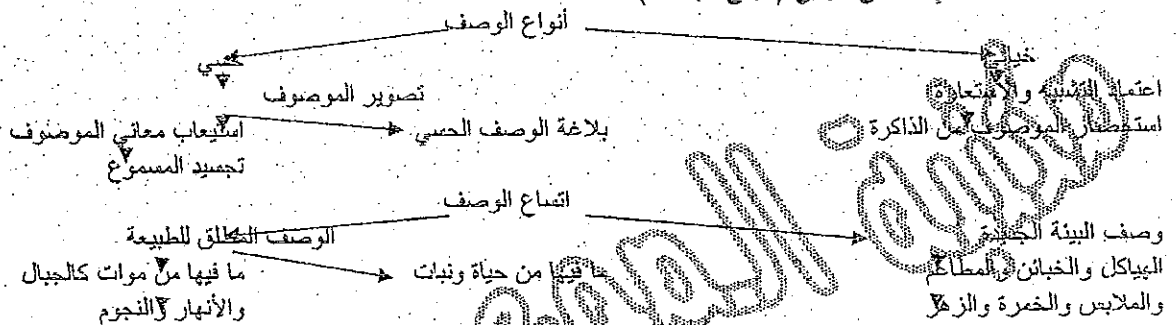 أنواع الوصف
خيالي
حسي
اعتماد التشبيه والاستعارة
تصوير الموصوف
استحضار الموصوف من الذاكرة
بلاغة الوصف الحسي
استيعاب معاني الموصوف
تجسيد المسموع
اتساع الوصف
وصف البيئة الجديدة
الوصف المطلق للطبيعة
الهياكل والخبائن والمطاعم
ما فيها من حياة ونبات
ما فيها من موات كالجبال
والملابس والخمرة والزهر
والأنهار والنجوم